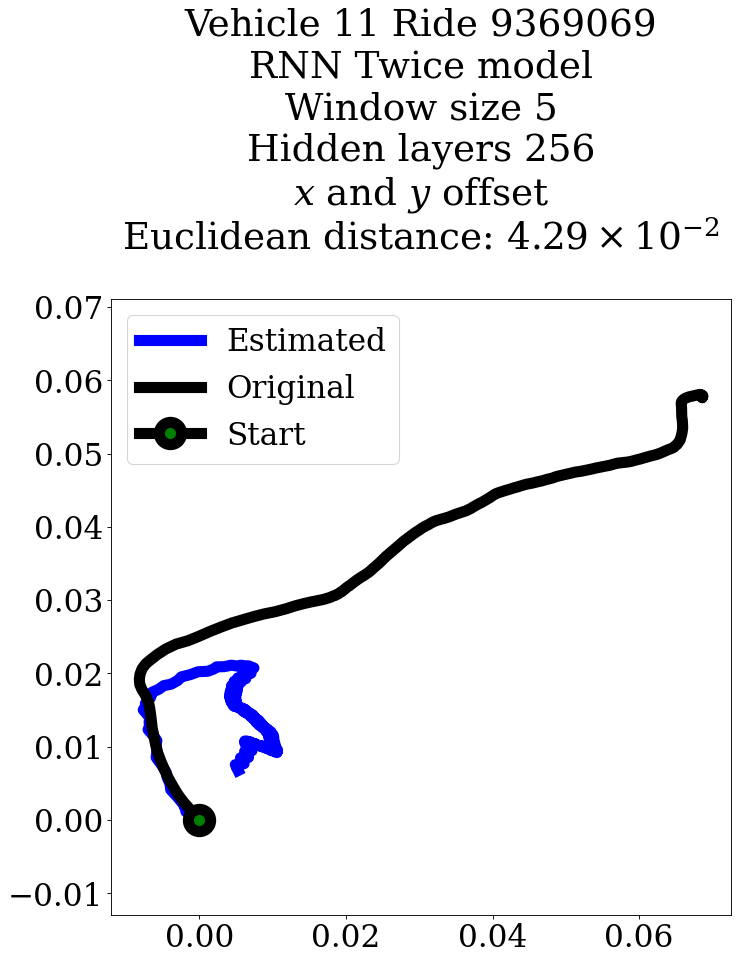 Vehicle 11 Ride 9369069
RNN Twice model
Window size 5
Hidden layers 256
x and y offset
Euclidean distance: 4.29 × 10⁻²
0.07
0.06
0.05
0.04
0.03
0.02
0.01
0.00
−0.01
Estimated
Original
Start
0.00 0.02 0.04 0.06